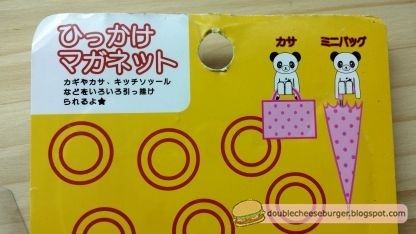 ひっかけ
マガネット
カギやカサ、キッチンツール
などをいろいろ引っ掛け
られるよ★
カサ
ミニバッグ
doublecheeseburger.blogspot.com